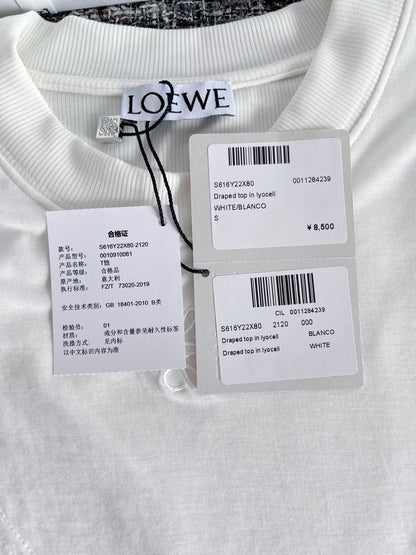 LOEWE
S616Y22X80 0011284239
Draped top in lyocell
WHITE/BLANCO
S
￥8,500
CIL 0011284239
S616Y22X80 2120 000
Draped top in lyocell BLANCO
Draped top in lyocell WHITE
合格证
款号: S616Y22X80-2120
产品型号: 0010910061
产品名称: T恤
产品等级: 合格品
原产地: 意大利
执行标准: FZ/T 73020-2019
安全技术类别: GB 18401-2010 B类
检验员: 01
材质: 成分和含量参见耐久性标签
洗涤方式: 见内标
以中文标识内容为准